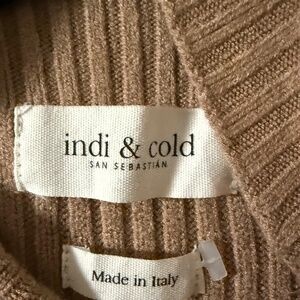 indi & cold
SAN SEBASTIÁN
Made in Italy